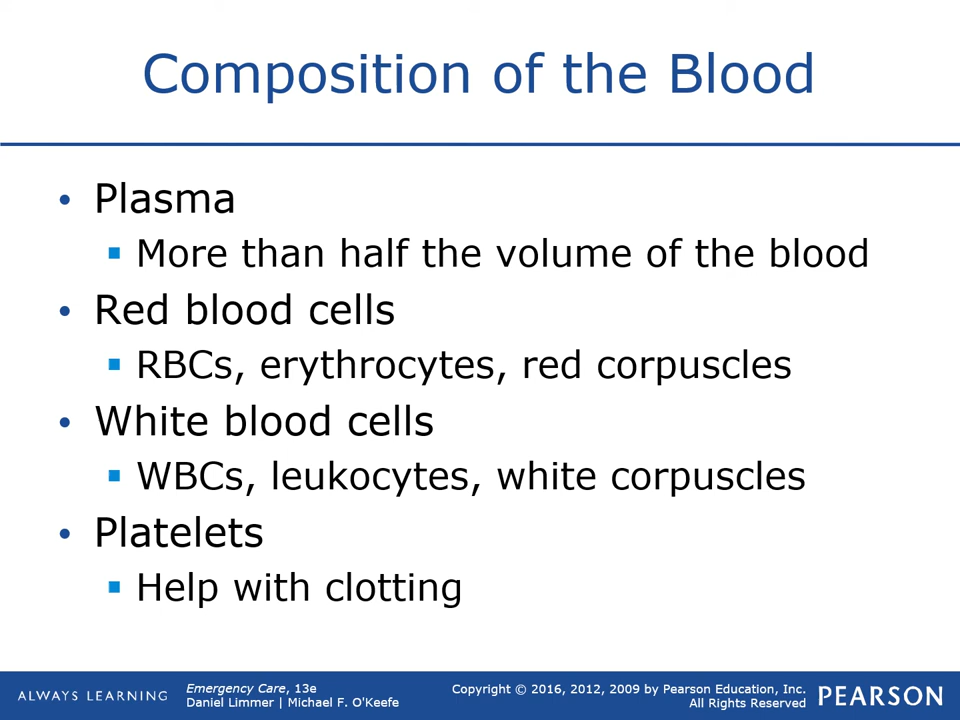 Composition of the Blood
• Plasma
▪ More than half the volume of the blood
• Red blood cells
▪ RBCs, erythrocytes, red corpuscles
• White blood cells
▪ WBCs, leukocytes, white corpuscles
• Platelets
▪ Help with clotting
ALWAYS LEARNING
Emergency Care, 13e
Daniel Limmer | Michael F. O'Keefe
Copyright © 2016, 2012, 2009 by Pearson Education, Inc.
All Rights Reserved
PEARSON